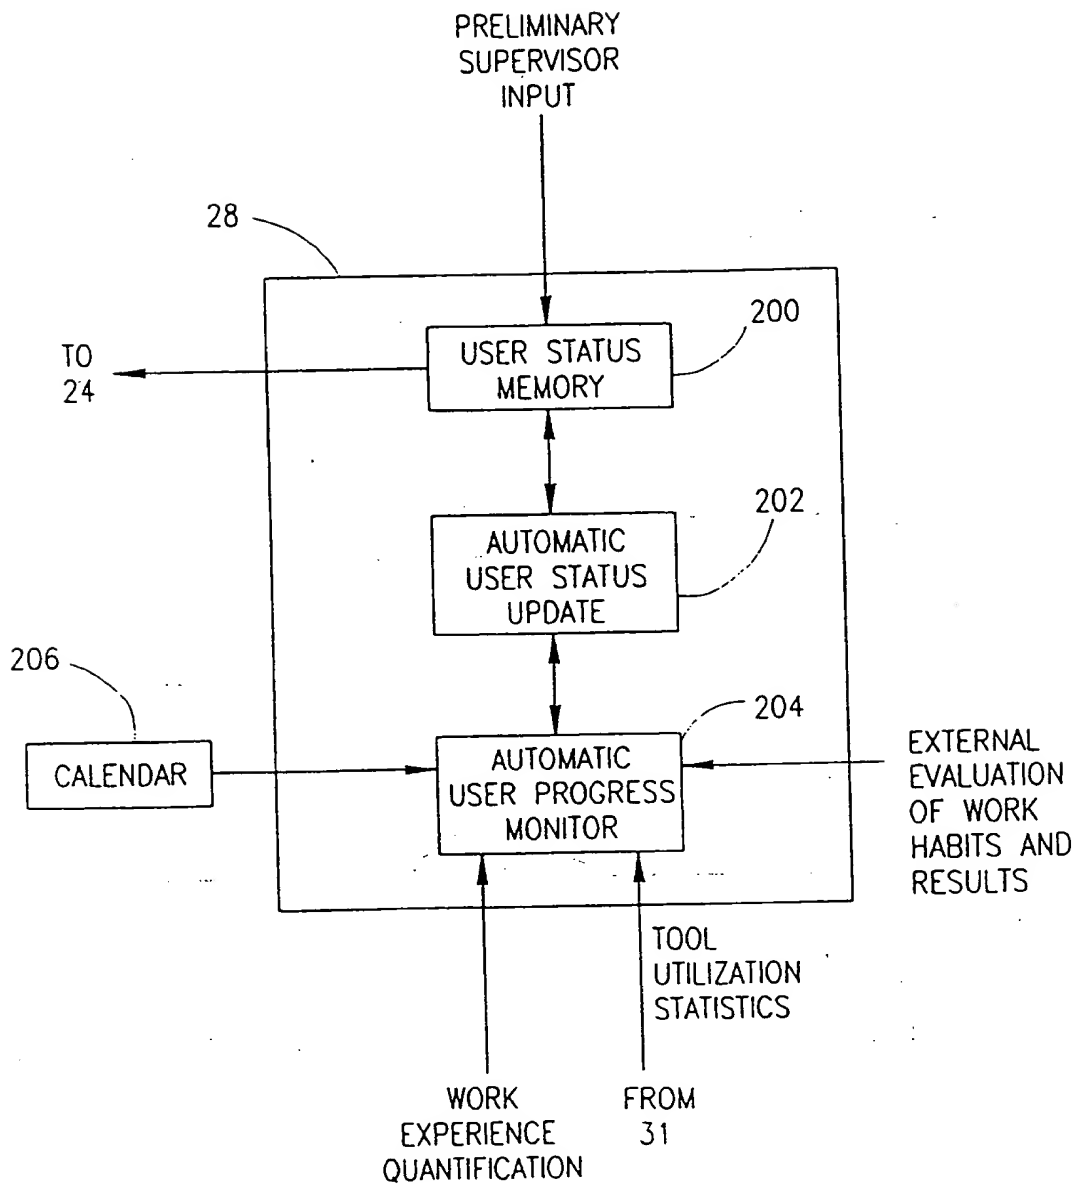 PRELIMINARY
SUPERVISOR
INPUT
28
200
USER STATUS
MEMORY
TO
24
202
AUTOMATIC
USER STATUS
UPDATE
206
204
CALENDAR
AUTOMATIC
USER PROGRESS
MONITOR
EXTERNAL
EVALUATION
OF WORK
HABITS AND
RESULTS
TOOL
UTILIZATION
STATISTICS
WORK
EXPERIENCE
QUANTIFICATION
FROM
31